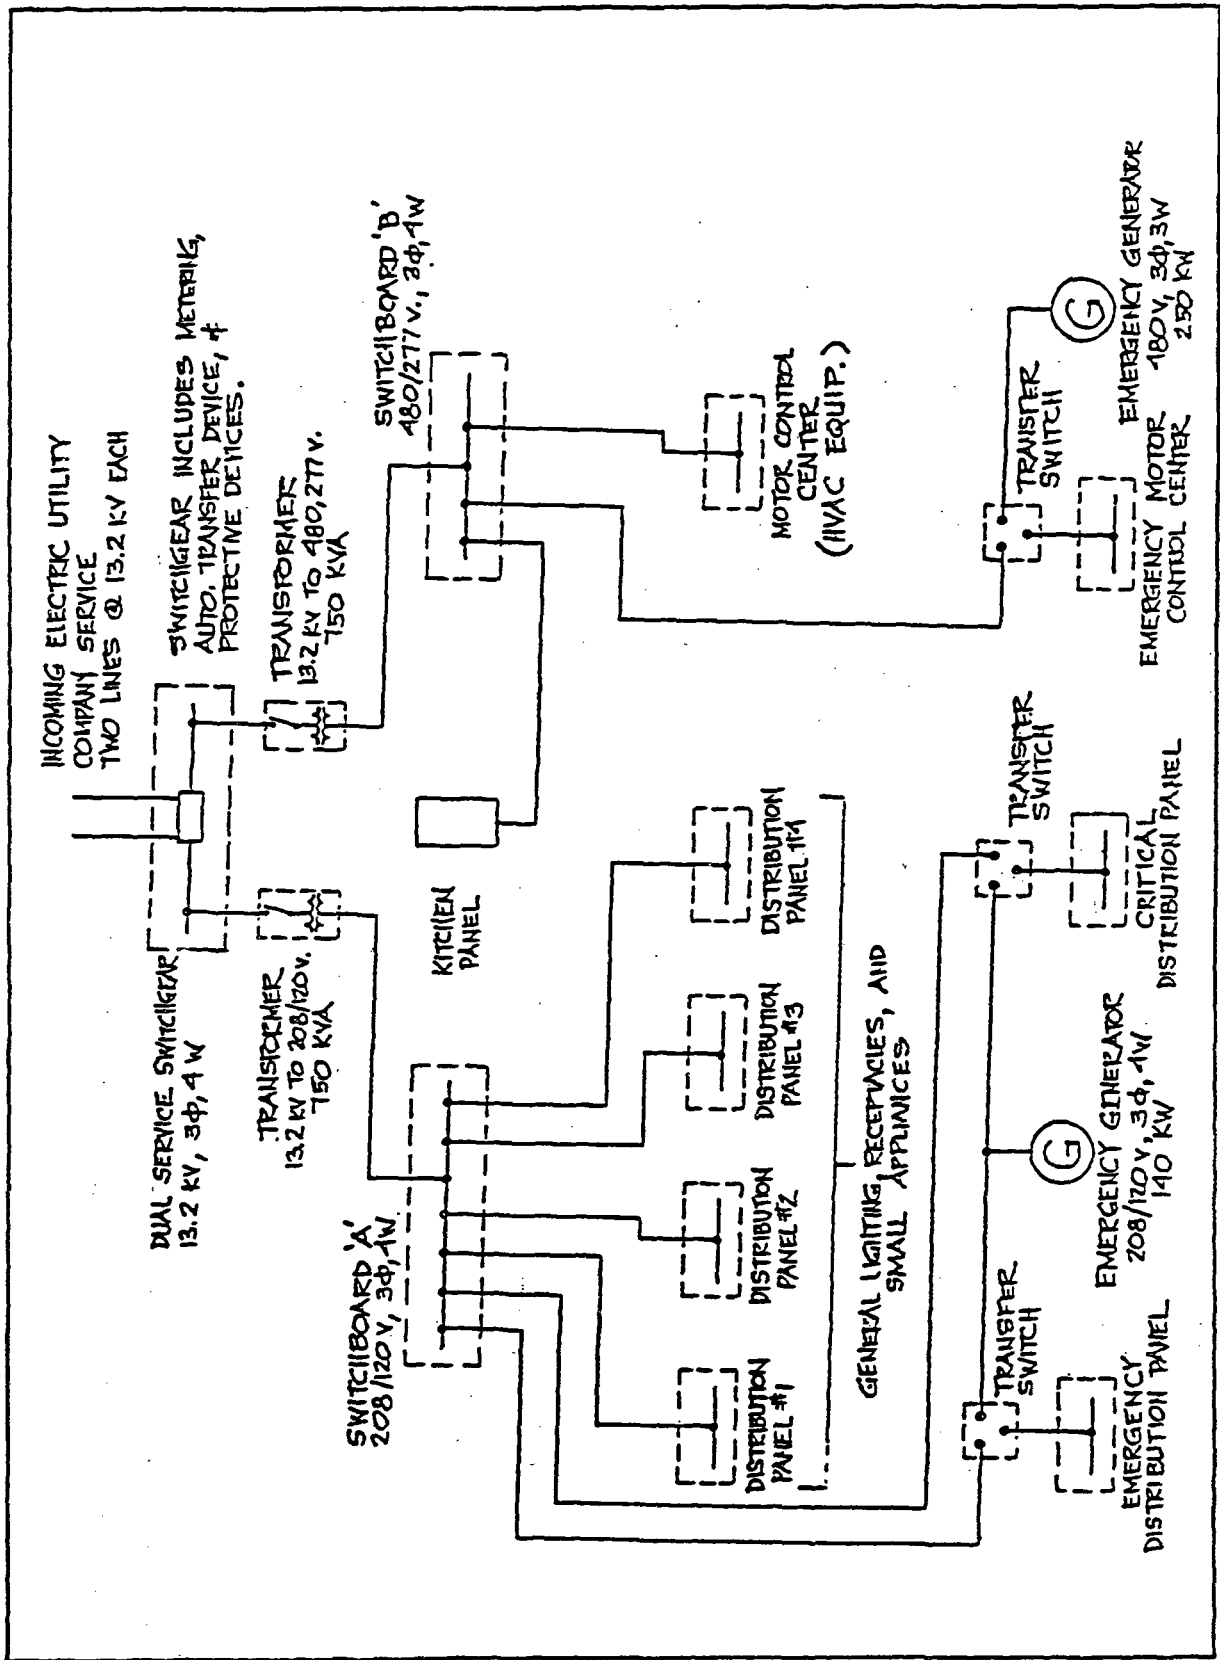 INCOMING ELECTRIC UTILITY
COMPANY SERVICE
TWO LINES @ 13.2 KV EACH
DUAL SERVICE SWITCHGEAR
13.2 KV, 3φ, 4 W
SWITCHGEAR INCLUDES METERING,
AUTO. TRANSFER DEVICE, &
PROTECTIVE DEVICES.
TRANSFORMER
13.2 KV TO 208/120 V.
750 KVA
TRANSFORMER
13.2 KV TO 480/277 V.
750 KVA
SWITCHBOARD 'A'
208/120 V, 3φ, 4W
KITCHEN
PANEL
SWITCHBOARD 'B'
480/277 V., 3φ, 4W
DISTRIBUTION
PANEL #1
DISTRIBUTION
PANEL #2
DISTRIBUTION
PANEL #3
DISTRIBUTION
PANEL #4
MOTOR CONTROL
CENTER
(HVAC EQUIP.)
GENERAL LIGHTING, RECEPTACLES, AND
SMALL APPLIANCES
TRANSFER
SWITCH
TRANSFER
SWITCH
TRANSFER
SWITCH
EMERGENCY
DISTRIBUTION PANEL
G
EMERGENCY GENERATOR
208/120 V, 3φ, 4W
140 KW
CRITICAL
DISTRIBUTION PANEL
EMERGENCY MOTOR
CONTROL CENTER
G
EMERGENCY GENERATOR
480 V, 3φ, 3W
250 KW